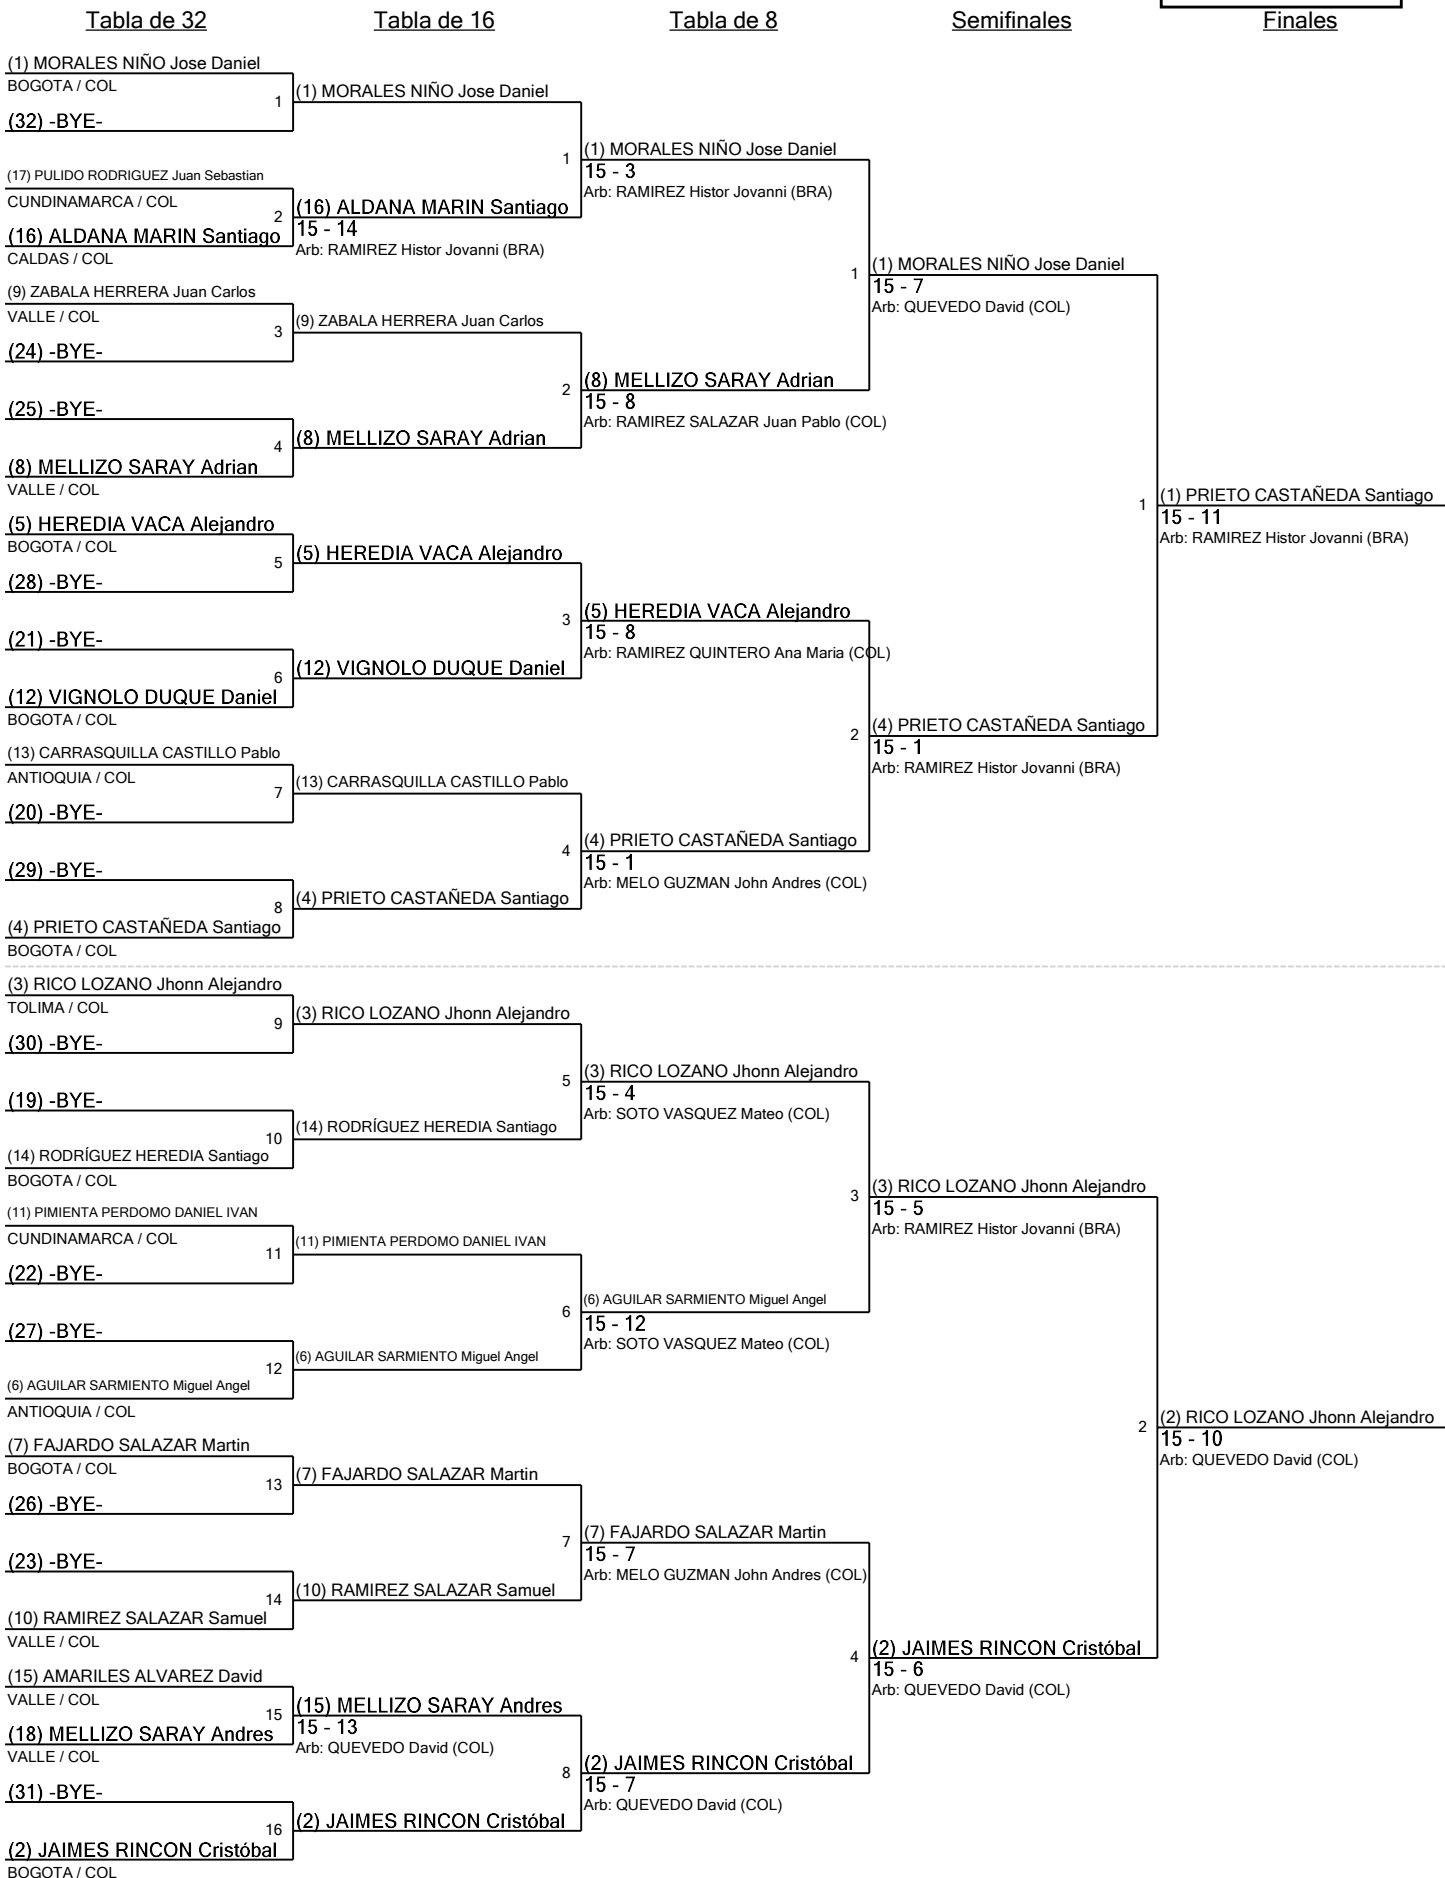 Tabla de 32
Tabla de 16
Tabla de 8
Semifinales
Finales
(1) MORALES NIÑO Jose Daniel
BOGOTA / COL
1
(32) -BYE-
(17) PULIDO RODRIGUEZ Juan Sebastian
CUNDINAMARCA / COL
2
(16) ALDANA MARIN Santiago
CALDAS / COL
(9) ZABALA HERRERA Juan Carlos
VALLE / COL
3
(24) -BYE-
(25) -BYE-
4
(8) MELLIZO SARAY Adrian
VALLE / COL
(5) HEREDIA VACA Alejandro
BOGOTA / COL
5
(28) -BYE-
(21) -BYE-
6
(12) VIGNOLO DUQUE Daniel
BOGOTA / COL
(13) CARRASQUILLA CASTILLO Pablo
ANTIOQUIA / COL
7
(20) -BYE-
(29) -BYE-
8
(4) PRIETO CASTAÑEDA Santiago
BOGOTA / COL
(3) RICO LOZANO Jhonn Alejandro
TOLIMA / COL
9
(30) -BYE-
(19) -BYE-
10
(14) RODRÍGUEZ HEREDIA Santiago
BOGOTA / COL
(11) PIMIENTA PERDOMO DANIEL IVAN
CUNDINAMARCA / COL
11
(22) -BYE-
(27) -BYE-
12
(6) AGUILAR SARMIENTO Miguel Angel
ANTIOQUIA / COL
(7) FAJARDO SALAZAR Martin
BOGOTA / COL
13
(26) -BYE-
(23) -BYE-
14
(10) RAMIREZ SALAZAR Samuel
VALLE / COL
(15) AMARILES ALVAREZ David
VALLE / COL
15
(18) MELLIZO SARAY Andres
VALLE / COL
(31) -BYE-
16
(2) JAIMES RINCON Cristóbal
BOGOTA / COL
(1) MORALES NIÑO Jose Daniel
1
(16) ALDANA MARIN Santiago
15 - 14
Arb: RAMIREZ Histor Jovanni (BRA)
(9) ZABALA HERRERA Juan Carlos
2
(8) MELLIZO SARAY Adrian
(5) HEREDIA VACA Alejandro
3
(12) VIGNOLO DUQUE Daniel
(13) CARRASQUILLA CASTILLO Pablo
4
(4) PRIETO CASTAÑEDA Santiago
(3) RICO LOZANO Jhonn Alejandro
5
(14) RODRÍGUEZ HEREDIA Santiago
(11) PIMIENTA PERDOMO DANIEL IVAN
6
(6) AGUILAR SARMIENTO Miguel Angel
(7) FAJARDO SALAZAR Martin
7
(10) RAMIREZ SALAZAR Samuel
(15) MELLIZO SARAY Andres
15 - 13
Arb: QUEVEDO David (COL)
8
(2) JAIMES RINCON Cristóbal
(1) MORALES NIÑO Jose Daniel
15 - 3
Arb: RAMIREZ Histor Jovanni (BRA)
1
(8) MELLIZO SARAY Adrian
15 - 8
Arb: RAMIREZ SALAZAR Juan Pablo (COL)
(5) HEREDIA VACA Alejandro
15 - 8
Arb: RAMIREZ QUINTERO Ana Maria (COL)
2
(4) PRIETO CASTAÑEDA Santiago
15 - 1
Arb: MELO GUZMAN John Andres (COL)
(3) RICO LOZANO Jhonn Alejandro
15 - 4
Arb: SOTO VASQUEZ Mateo (COL)
3
(6) AGUILAR SARMIENTO Miguel Angel
15 - 12
Arb: SOTO VASQUEZ Mateo (COL)
(7) FAJARDO SALAZAR Martin
15 - 7
Arb: MELO GUZMAN John Andres (COL)
4
(2) JAIMES RINCON Cristóbal
15 - 7
Arb: QUEVEDO David (COL)
(1) MORALES NIÑO Jose Daniel
15 - 7
Arb: QUEVEDO David (COL)
1
(4) PRIETO CASTAÑEDA Santiago
15 - 1
Arb: RAMIREZ Histor Jovanni (BRA)
(3) RICO LOZANO Jhonn Alejandro
15 - 5
Arb: RAMIREZ Histor Jovanni (BRA)
2
(2) JAIMES RINCON Cristóbal
15 - 6
Arb: QUEVEDO David (COL)
(1) PRIETO CASTAÑEDA Santiago
15 - 11
Arb: RAMIREZ Histor Jovanni (BRA)
(2) RICO LOZANO Jhonn Alejandro
15 - 10
Arb: QUEVEDO David (COL)